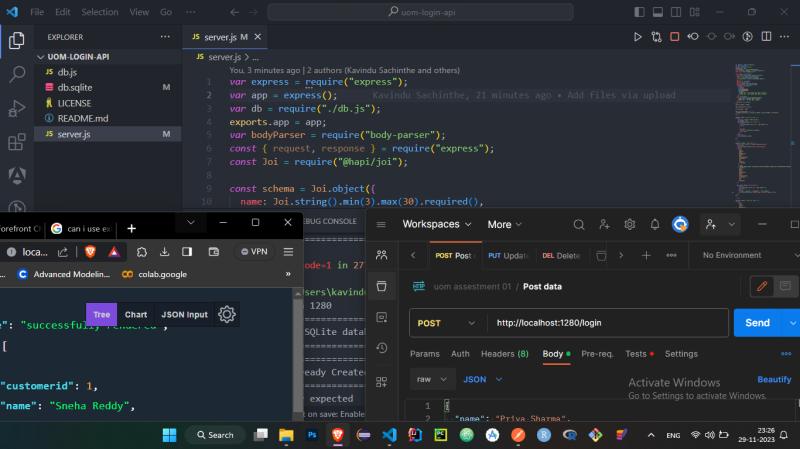 File Edit Selection View Go ···
uom-login-api
EXPLORER ···
UOM-LOGIN-API
JS db.js
db.sqlite M
LICENSE
README.md
JS server.js M
JS server.js M
JS server.js > ...
You, 3 minutes ago | 2 authors (Kavindu Sachinthe and others)
1 var express = require("express");
2 var app = express(); Kavindu Sachinthe, 21 minutes ago • Add files via upload
3 var db = require("./db.js");
4 exports.app = app;
5 var bodyParser = require("body-parser");
6 const { request, response } = require("express");
7 const Joi = require("@hapi/joi");
8
9 const schema = Joi.object({
10 name: Joi.string().min(3).max(30).required(),
BUG CONSOLE
ode=1 in 27
sers\kavind
1280
SQLite datab
eady Create
expected
t on save: Enable
orefront C
can i use ex
loca...
VPN
Advanced Modelin...
colab.google
»
Tree Chart JSON Input
e": "successfully rendered",
[
"customerid": 1,
"name": "Sneha Reddy",
Workspaces More
POST Post PUT Update DEL Delete No Environment
uom assestment 01 / Post data
POST http://localhost:1280/login
Send
Params Auth Headers (8) Body Pre-req. Tests Settings
raw JSON Beautify
Activate Windows
Go to Settings to activate Windows.
1
"name": "Priya Sharma",
Search
ENG
23:26
29-11-2023